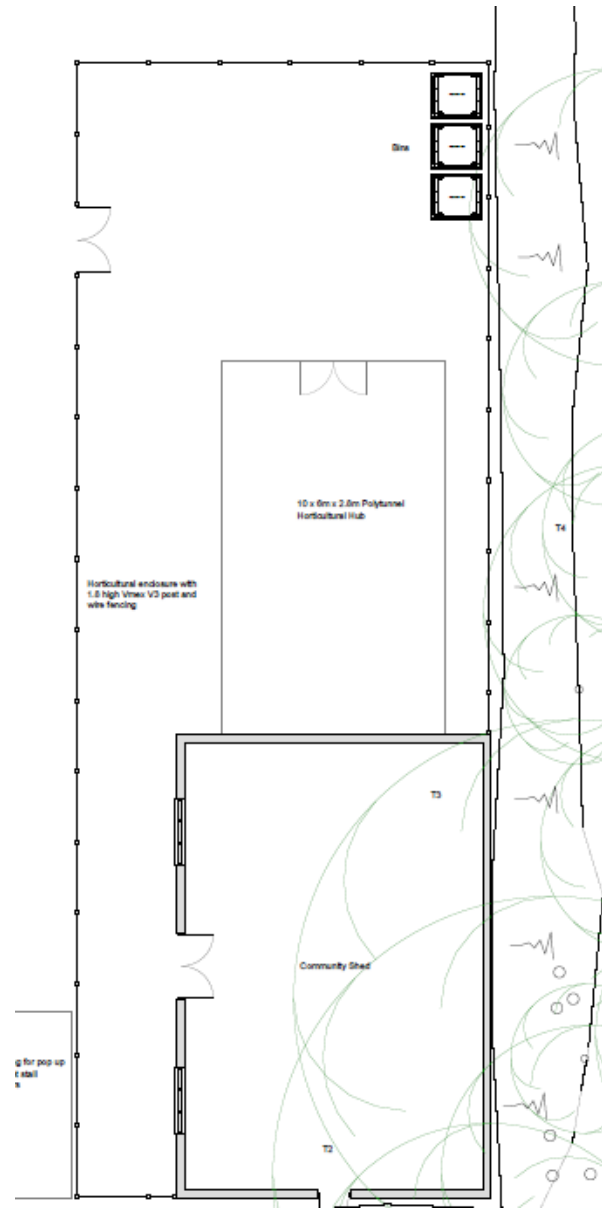 Bins
10 x 6m x 2.8m Polytunnel
Horticultural Hub
T4
Horticultural enclosure with
1.8 high Vmex V3 post and
wire fencing
T3
Community Shed
g for pop up
t stall
s
T2